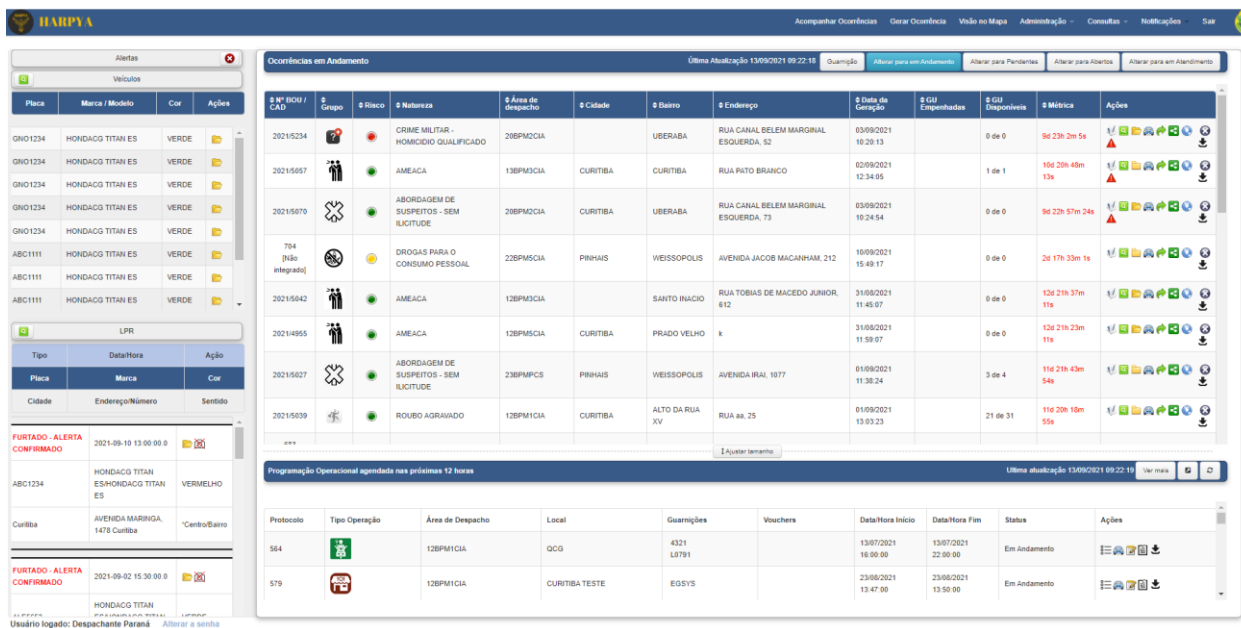 HARPYA
Acompanhar Ocorrências Gerar Ocorrência Visão no Mapa Administração Consultas Notificações Sair
Alertas
Veículos
Placa Marca / Modelo Cor Ações
GNO1234 HONDACG TITAN ES VERDE
GNO1234 HONDACG TITAN ES VERDE
GNO1234 HONDACG TITAN ES VERDE
GNO1234 HONDACG TITAN ES VERDE
GNO1234 HONDACG TITAN ES VERDE
ABC1111 HONDACG TITAN ES VERDE
ABC1111 HONDACG TITAN ES VERDE
ABC1111 HONDACG TITAN ES VERDE
LPR
Tipo Data/Hora Ação
Placa Marca Cor
Cidade Endereço/Número Sentido
FURTADO - ALERTA
CONFIRMADO
2021-09-10 13:00:00.0
ABC1234
HONDACG TITAN
ES/HONDACG TITAN
ES
VERMELHO
Curitiba
AVENIDA MARINGA,
1478 Curitiba
*Centro/Bairro
FURTADO - ALERTA
CONFIRMADO
2021-09-02 15:30:00.0
HONDACG TITAN
Usuário logado: Despachante Paraná Alterar a senha
Ocorrências em Andamento
Última Atualização 13/09/2021 09:22:18 Guarnição Alterar para em Andamento Alterar para Pendentes Alterar para Abertos Alterar para em Atendimento
Nº BOU /
CAD
Grupo Risco Natureza
Área de
despacho
Cidade Bairro Endereço
Data da
Geração
GU
Empenhadas
GU
Disponíveis
Métrica Ações
2021/5234
CRIME MILITAR -
HOMICIDIO QUALIFICADO
20BPM2CIA UBERABA
RUA CANAL BELEM MARGINAL
ESQUERDA, 52
03/09/2021
10:20:13
0 de 0 9d 23h 2m 5s
2021/5057 AMEACA 13BPM3CIA CURITIBA CURITIBA RUA PATO BRANCO
02/09/2021
12:34:05
1 de 1
10d 20h 48m
13s
2021/5070
ABORDAGEM DE
SUSPEITOS - SEM
ILICITUDE
20BPM2CIA CURITIBA UBERABA
RUA CANAL BELEM MARGINAL
ESQUERDA, 73
03/09/2021
10:24:54
0 de 0 9d 22h 57m 24s
704
[Não
integrado]
DROGAS PARA O
CONSUMO PESSOAL
22BPM5CIA PINHAIS WEISSOPOLIS AVENIDA JACOB MACANHAM, 212
10/09/2021
15:49:17
0 de 0 2d 17h 33m 1s
2021/5042 AMEACA 12BPM3CIA SANTO INACIO
RUA TOBIAS DE MACEDO JUNIOR,
612
31/08/2021
11:45:07
0 de 0
12d 21h 37m
11s
2021/4955 AMEACA 12BPM5CIA CURITIBA PRADO VELHO k
31/08/2021
11:59:07
0 de 0
12d 21h 23m
11s
2021/5027
ABORDAGEM DE
SUSPEITOS - SEM
ILICITUDE
23BPMPCS PINHAIS WEISSOPOLIS AVENIDA IRAI, 1077
01/09/2021
11:38:24
3 de 4
11d 21h 43m
54s
2021/5039 ROUBO AGRAVADO 12BPM1CIA CURITIBA
ALTO DA RUA
XV
RUA aa, 25
01/09/2021
13:03:23
21 de 31
11d 20h 18m
55s
Ajustar tamanho
Programação Operacional agendada nas próximas 12 horas
Ultima atualização 13/09/2021 09:22:19 Ver mais
Protocolo Tipo Operação Área de Despacho Local Guarnições Vouchers Data/Hora Início Data/Hora Fim Status Ações
564 12BPM1CIA QCG
4321
L0791
13/07/2021
16:00:00
13/07/2021
22:00:00
Em Andamento
579 12BPM1CIA CURITIBA TESTE EGSYS
23/08/2021
13:47:00
23/08/2021
13:50:00
Em Andamento